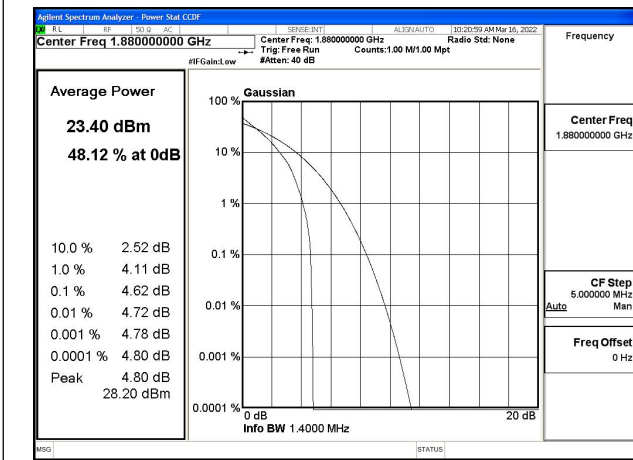 Agilent Spectrum Analyzer - Power Stat CCDF
RL RF 50 Ω AC SENSE:INT ALIGN AUTO 10:20:59 AM Mar 16, 2022
Center Freq 1.880000000 GHz
Center Freq: 1.880000000 GHz Radio Std: None
Trig: Free Run Counts:1.00 M/1.00 Mpt
#IFGain:Low #Atten: 40 dB
Frequency
Average Power
23.40 dBm
48.12 % at 0dB
10.0 % 2.52 dB
1.0 % 4.11 dB
0.1 % 4.62 dB
0.01 % 4.72 dB
0.001 % 4.78 dB
0.0001 % 4.80 dB
Peak 4.80 dB
28.20 dBm
Gaussian
100 %
10 %
1 %
0.1 %
0.01 %
0.001 %
0.0001 %
0 dB 20 dB
Info BW 1.4000 MHz
Center Freq
1.880000000 GHz
CF Step
5.000000 MHz
Auto Man
Freq Offset
0 Hz
MSG STATUS